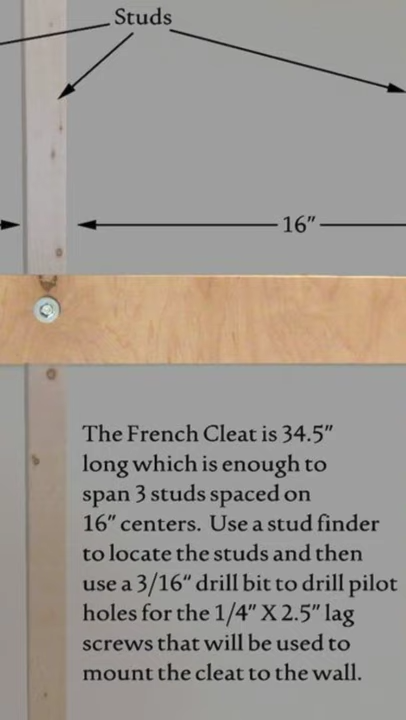 Studs
16”
The French Cleat is 34.5”
long which is enough to
span 3 studs spaced on
16” centers. Use a stud finder
to locate the studs and then
use a 3/16“ drill bit to drill pilot
holes for the 1/4” X 2.5” lag
screws that will be used to
mount the cleat to the wall.